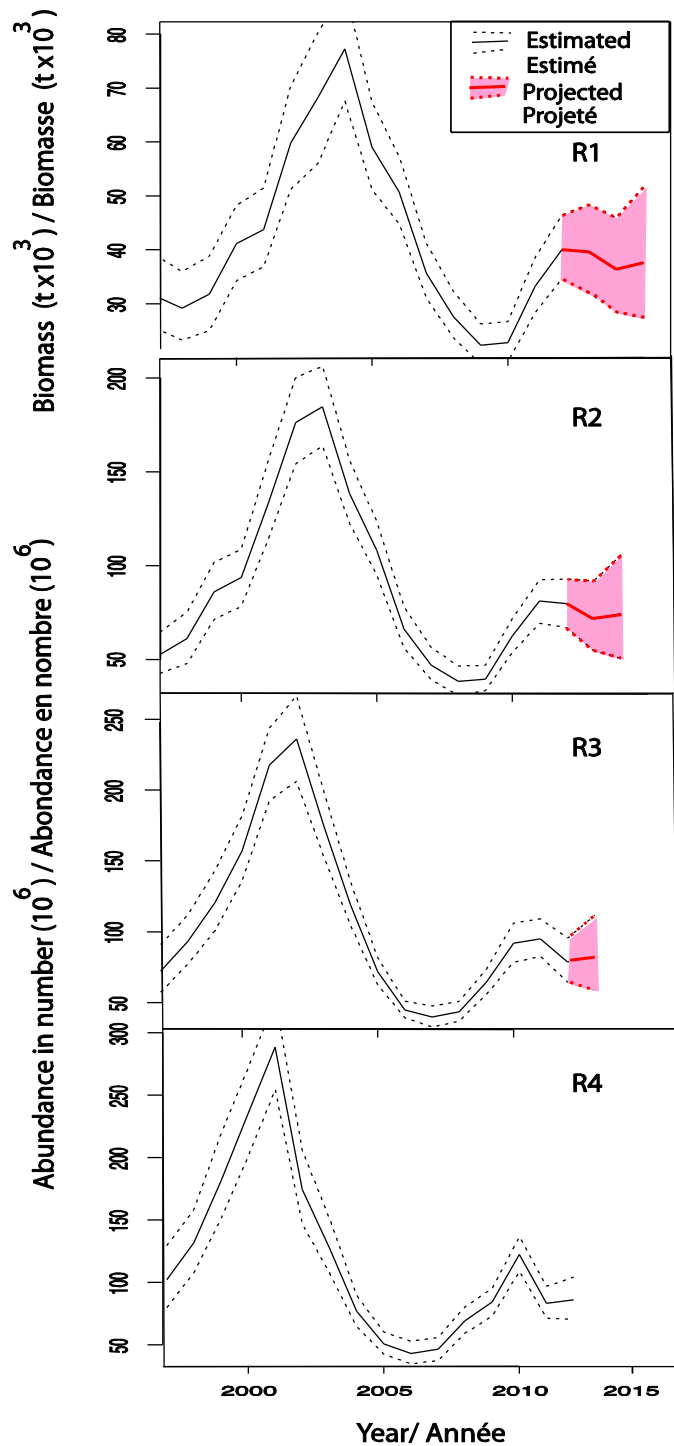 Estimated
Estimé
Projected
Projeté
Biomass (t x10³) / Biomasse (t x10³)
80
70
60
50
40
30
R1
200
150
100
50
R2
Abundance in number (10⁶) / Abondance en nombre (10⁶)
250
200
150
100
50
R3
300
250
200
150
100
50
R4
2000
2005
2010
2015
Year/ Année